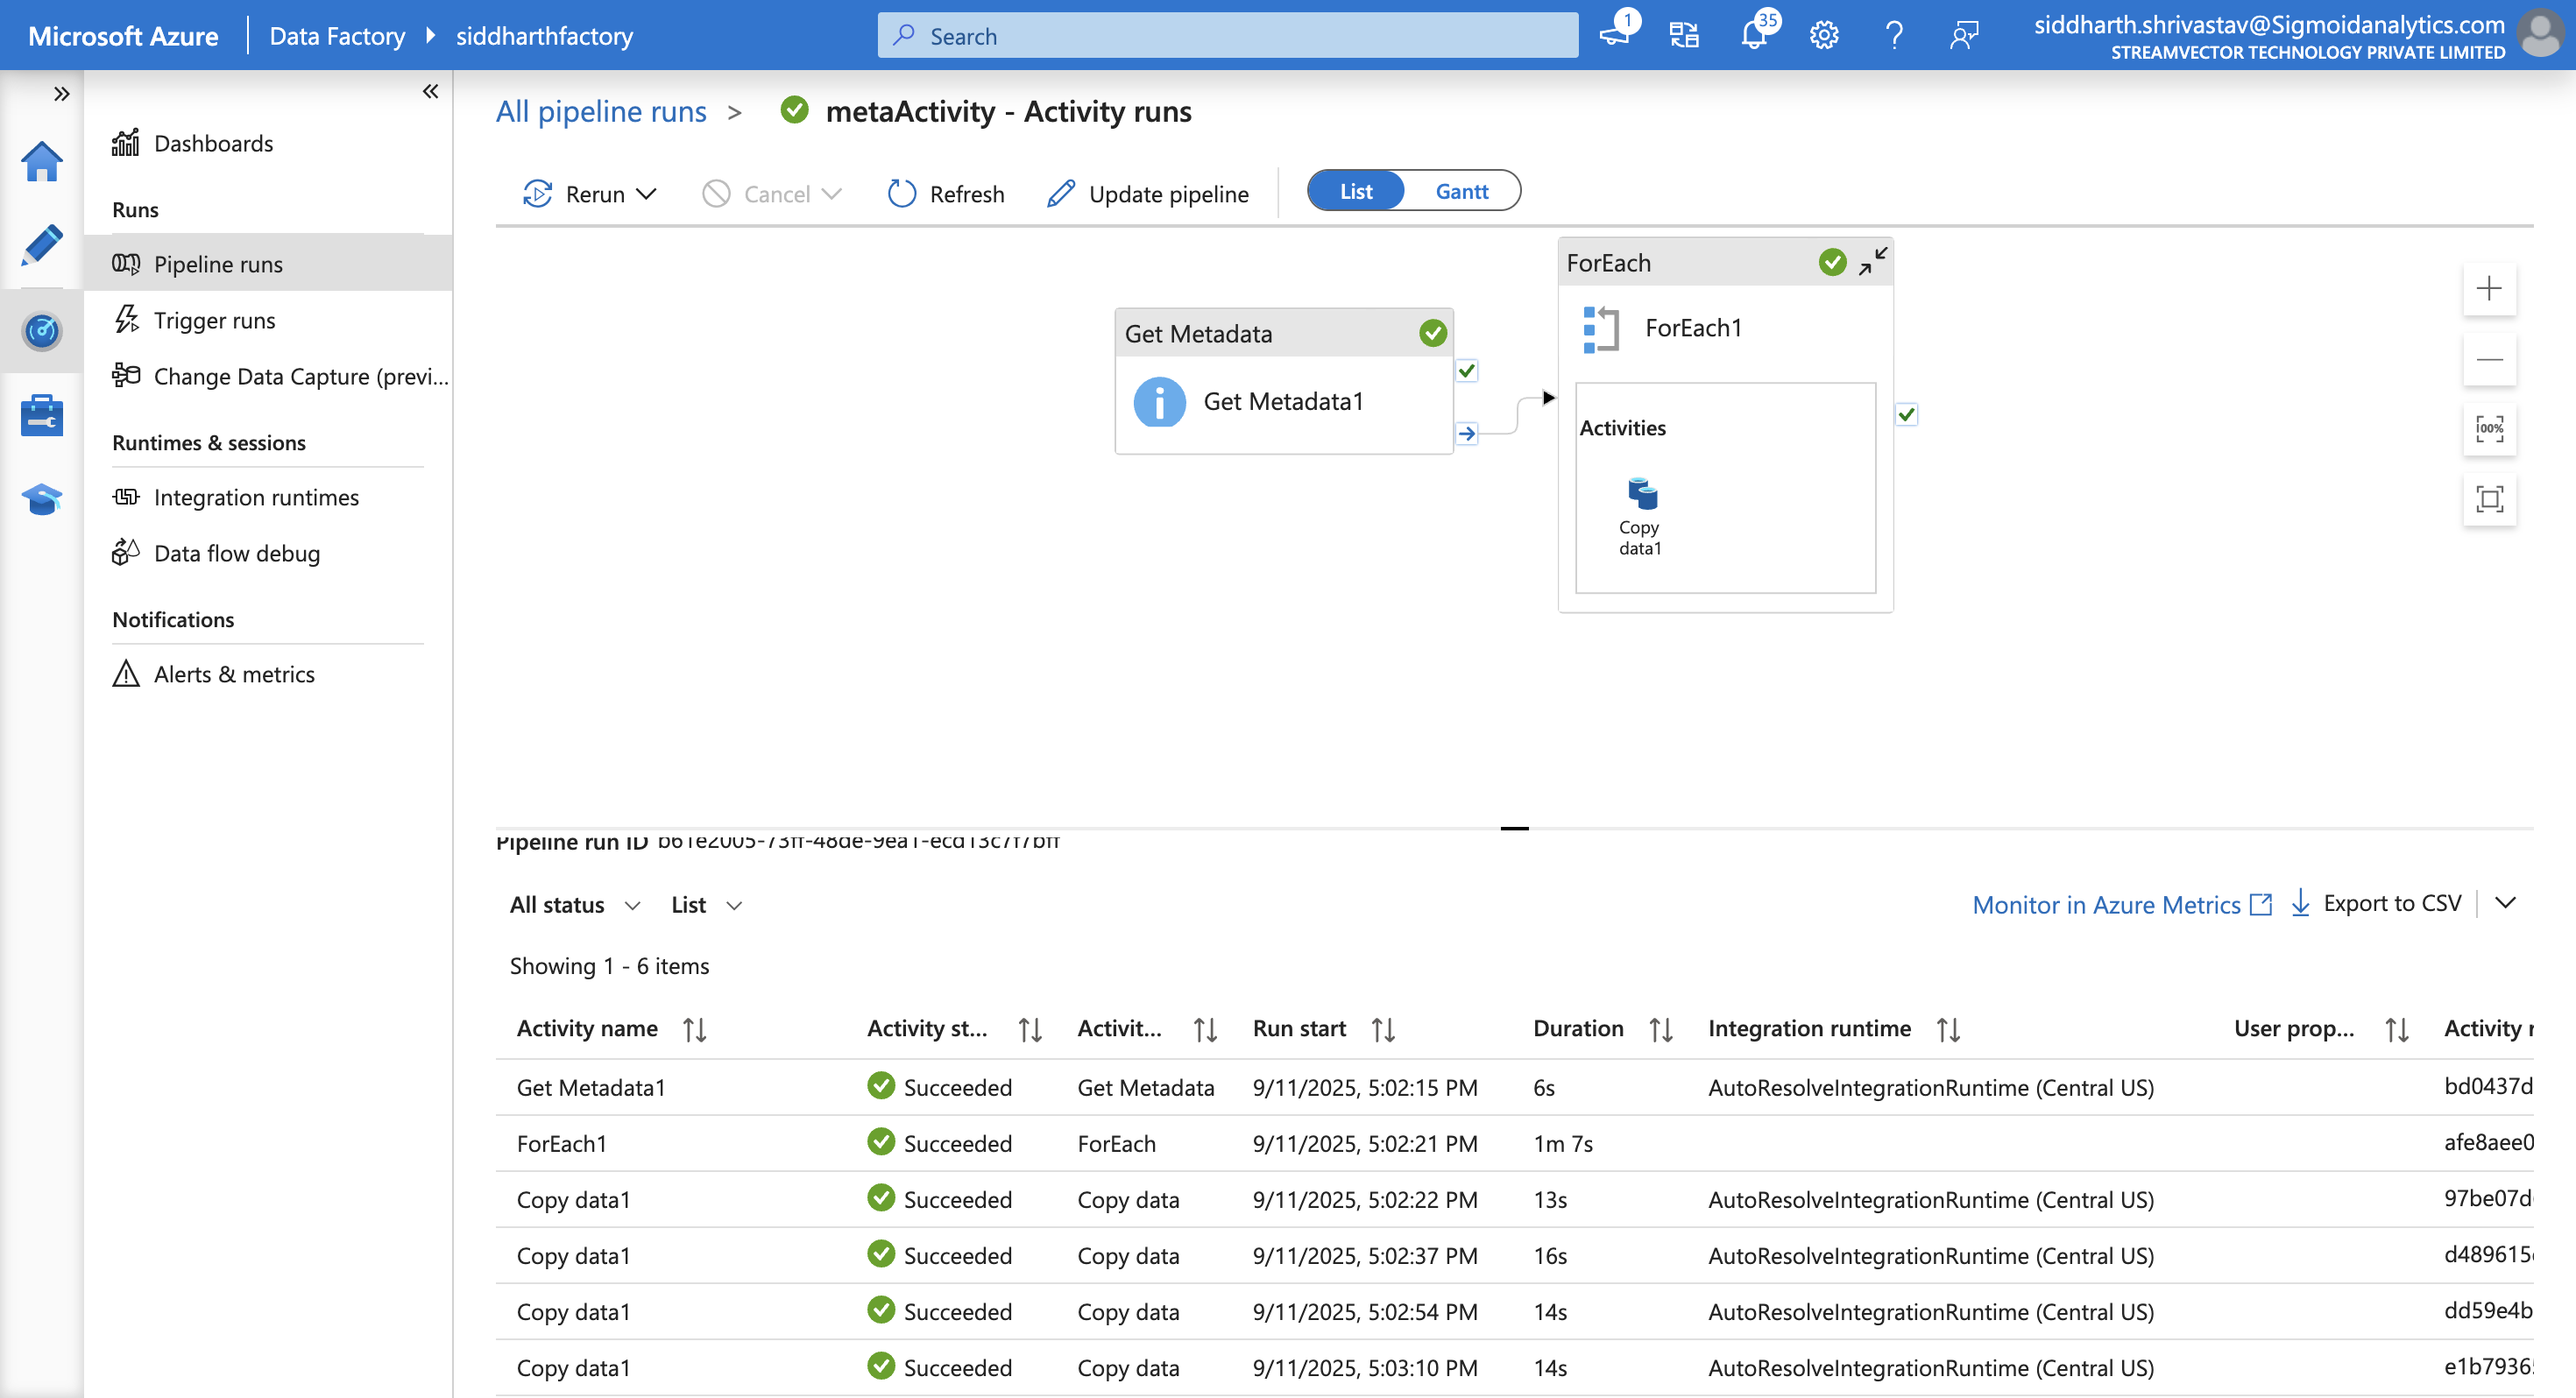 Microsoft Azure
Data Factory
siddharthfactory
Search
1
35
siddharth.shrivastav@Sigmoidanalytics.com
STREAMVECTOR TECHNOLOGY PRIVATE LIMITED
Dashboards
Runs
Pipeline runs
Trigger runs
Change Data Capture (previ...
Runtimes & sessions
Integration runtimes
Data flow debug
Notifications
Alerts & metrics
All pipeline runs > metaActivity - Activity runs
Rerun Cancel Refresh Update pipeline List Gantt
Get Metadata
Get Metadata1
ForEach
ForEach1
Activities
Copy
data1
100%
Pipeline run ID b61e2005-73ff-48de-9ea1-ecd13c7f7bff
All status List
Monitor in Azure Metrics Export to CSV
Showing 1 - 6 items
Activity name Activity st... Activit... Run start Duration Integration runtime User prop... Activity r
Get Metadata1 Succeeded Get Metadata 9/11/2025, 5:02:15 PM 6s AutoResolveIntegrationRuntime (Central US) bd0437d
ForEach1 Succeeded ForEach 9/11/2025, 5:02:21 PM 1m 7s afe8aee0
Copy data1 Succeeded Copy data 9/11/2025, 5:02:22 PM 13s AutoResolveIntegrationRuntime (Central US) 97be07d
Copy data1 Succeeded Copy data 9/11/2025, 5:02:37 PM 16s AutoResolveIntegrationRuntime (Central US) d489615
Copy data1 Succeeded Copy data 9/11/2025, 5:02:54 PM 14s AutoResolveIntegrationRuntime (Central US) dd59e4b
Copy data1 Succeeded Copy data 9/11/2025, 5:03:10 PM 14s AutoResolveIntegrationRuntime (Central US) e1b7936